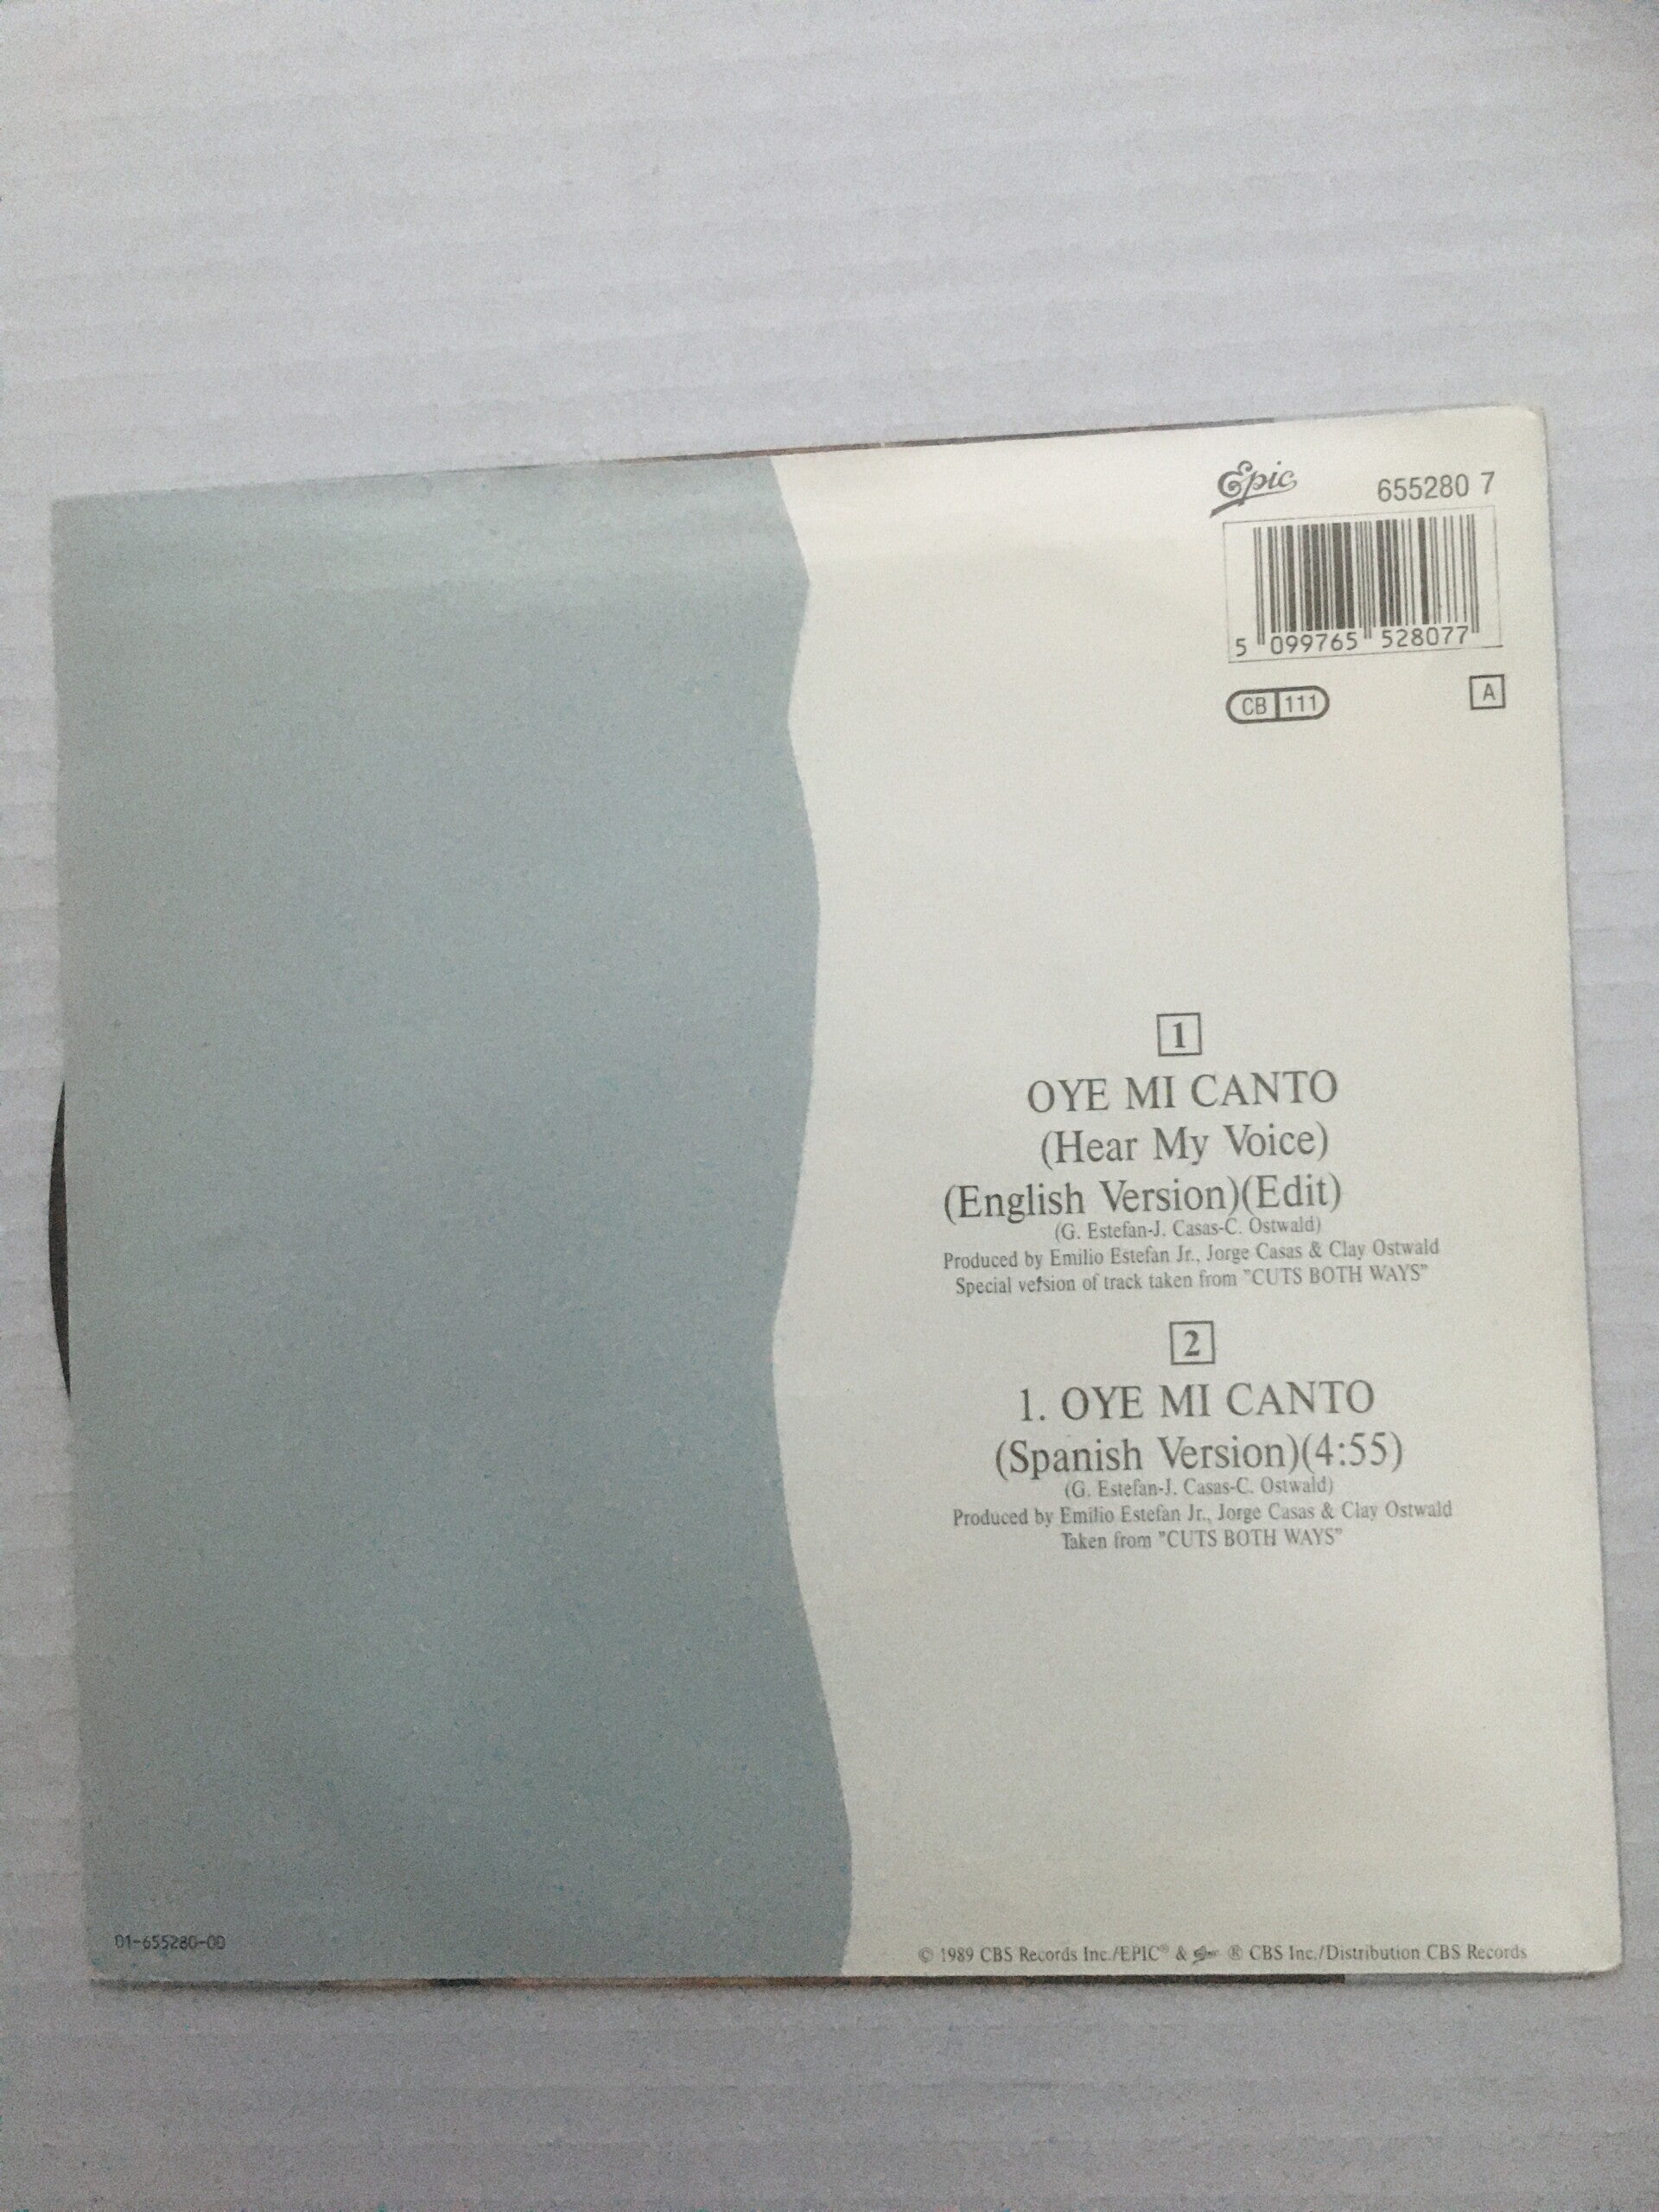 Epic
655280 7
5 099765 528077
CB 111
A
1
OYE MI CANTO
(Hear My Voice)
(English Version)(Edit)
(G. Estefan-J. Casas-C. Ostwald)
Produced by Emilio Estefan Jr., Jorge Casas & Clay Ostwald
Special version of track taken from "CUTS BOTH WAYS"
2
1. OYE MI CANTO
(Spanish Version)(4:55)
(G. Estefan-J. Casas-C. Ostwald)
Produced by Emilio Estefan Jr., Jorge Casas & Clay Ostwald
Taken from "CUTS BOTH WAYS"
01-655280-00
© 1989 CBS Records Inc./EPIC® & ® CBS Inc./Distribution CBS Records